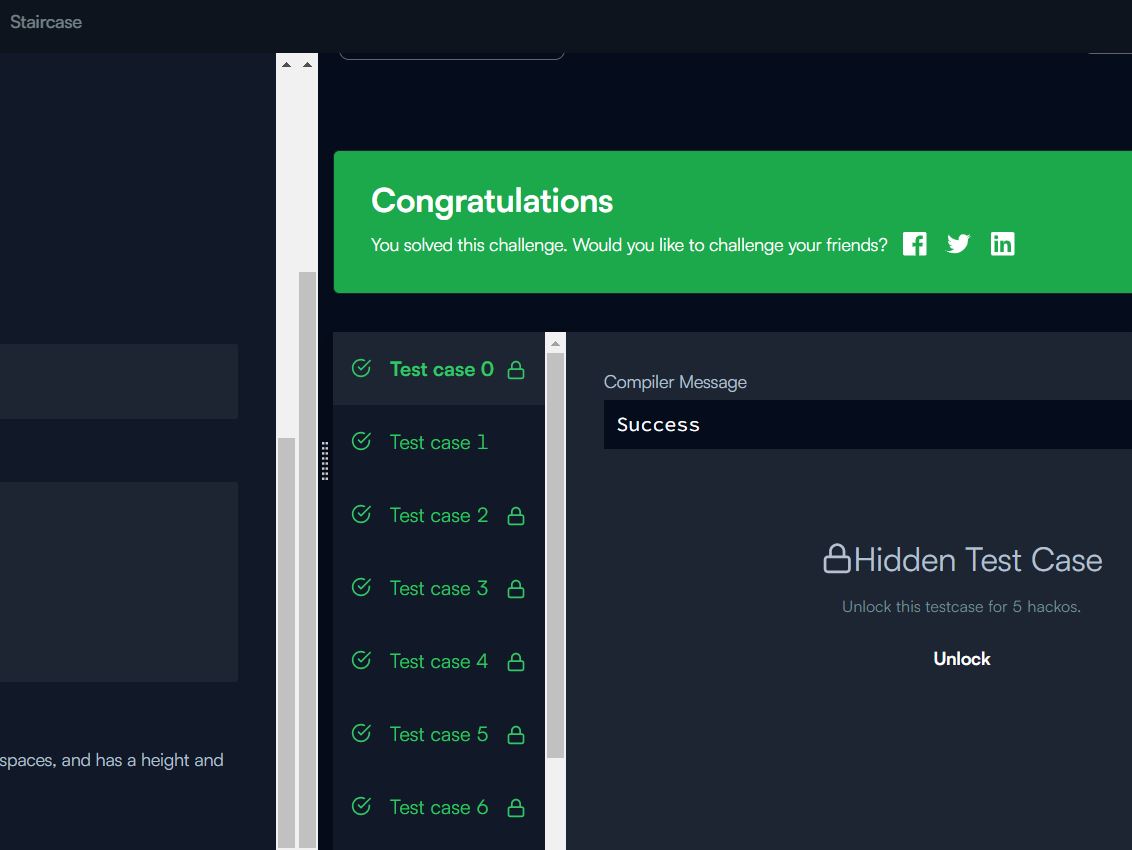 Staircase
Congratulations
You solved this challenge. Would you like to challenge your friends?
Test case 0
Test case 1
Test case 2
Test case 3
Test case 4
Test case 5
Test case 6
Compiler Message
Success
Hidden Test Case
Unlock this testcase for 5 hackos.
Unlock
spaces, and has a height and